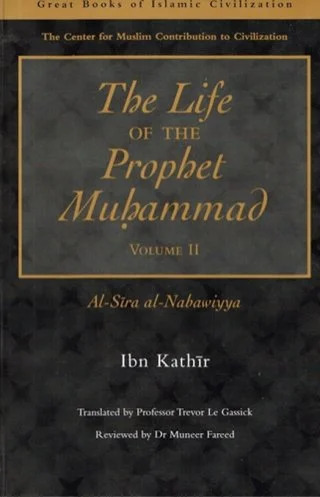 Great Books of Islamic Civilization
The Center for Muslim Contribution to Civilization
The Life
OF THE
Prophet
Muḥammad
VOLUME II
Al-Sīra al-Nabawiyya
Ibn Kathīr
Translated by Professor Trevor Le Gassick
Reviewed by Dr Muneer Fareed